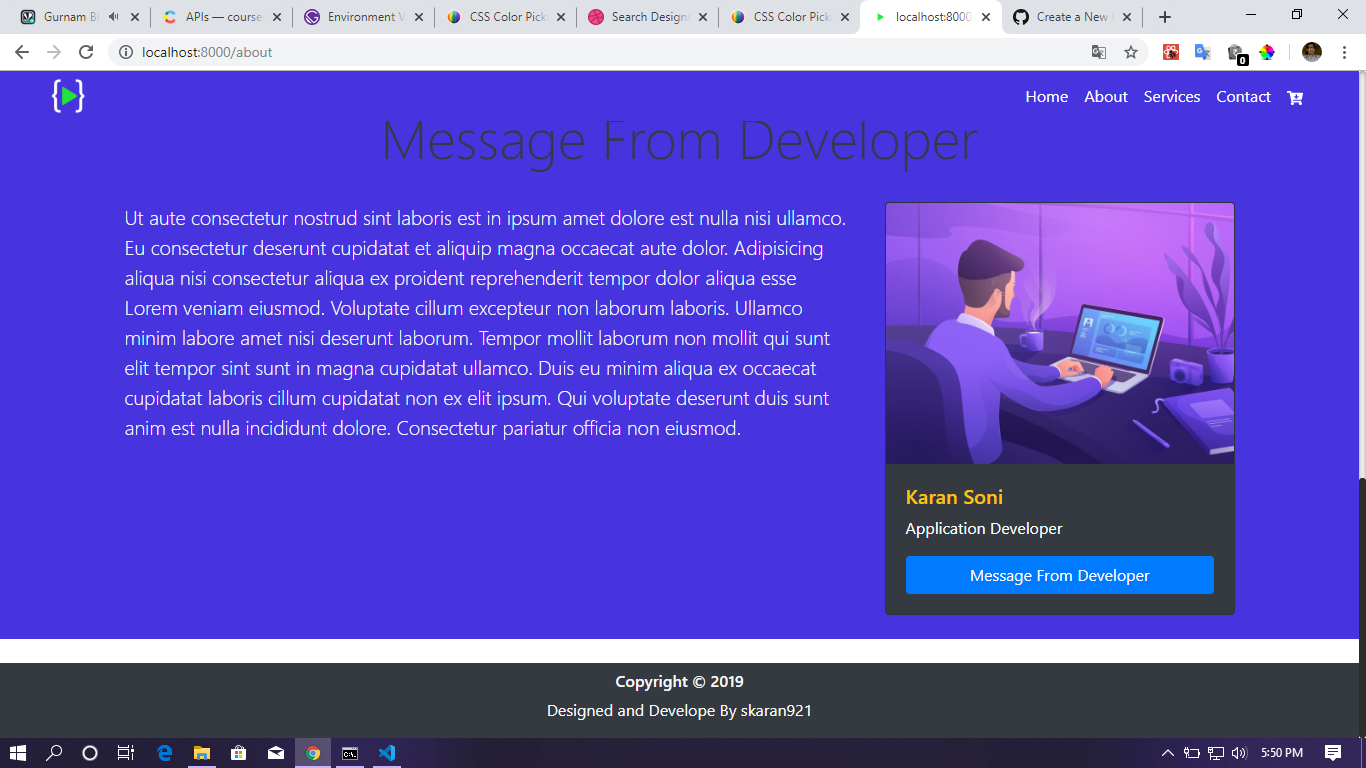 Gurnam B
APIs — course
Environment V
CSS Color Pick
Search Design
CSS Color Pick
localhost:8000
Create a New
localhost:8000/about
0
Home About Services Contact
Message From Developer
Ut aute consectetur nostrud sint laboris est in ipsum amet dolore est nulla nisi ullamco.
Eu consectetur deserunt cupidatat et aliquip magna occaecat aute dolor. Adipisicing
aliqua nisi consectetur aliqua ex proident reprehenderit tempor dolor aliqua esse
Lorem veniam eiusmod. Voluptate cillum excepteur non laborum laboris. Ullamco
minim labore amet nisi deserunt laborum. Tempor mollit laborum non mollit qui sunt
elit tempor sint sunt in magna cupidatat ullamco. Duis eu minim aliqua ex occaecat
cupidatat laboris cillum cupidatat non ex elit ipsum. Qui voluptate deserunt duis sunt
anim est nulla incididunt dolore. Consectetur pariatur officia non eiusmod.
Karan Soni
Application Developer
Message From Developer
Copyright © 2019
Designed and Develope By skaran921
5:50 PM